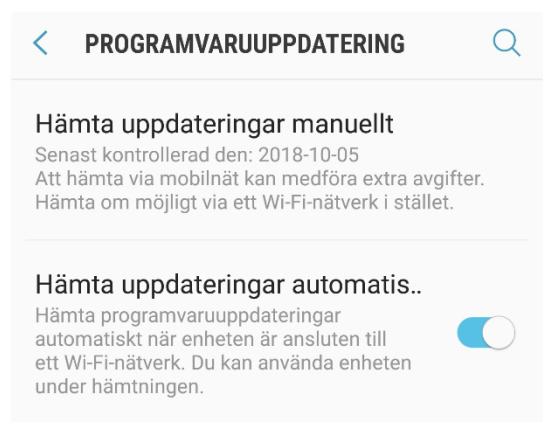 PROGRAMVARUUPPDATERING
Hämta uppdateringar manuellt
Senast kontrollerad den: 2018-10-05
Att hämta via mobilnät kan medföra extra avgifter.
Hämta om möjligt via ett Wi-Fi-nätverk i stället.
Hämta uppdateringar automatis..
Hämta programvaruuppdateringar
automatiskt när enheten är ansluten till
ett Wi-Fi-nätverk. Du kan använda enheten
under hämtningen.